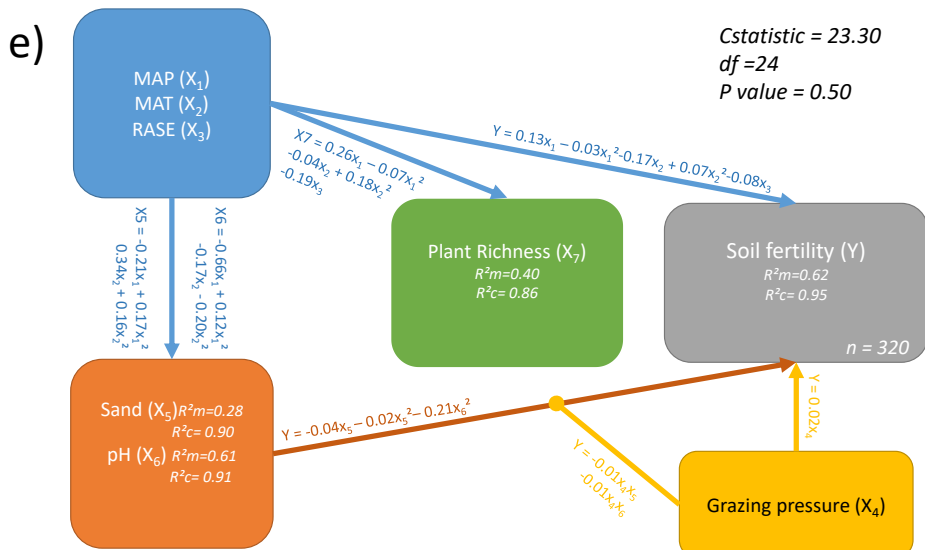 e)
Cstatistic = 23.30
df =24
P value = 0.50
MAP (X₁)
MAT (X₂)
RASE (X₃)
Y = 0.13x₁ – 0.03x₁²-0.17x₂ + 0.07x₂²-0.08x₃
X7 = 0.26x₁ – 0.07x₁²
-0.04x₂ + 0.18x₂²
-0.19x₃
X6 = -0.66x₁ + 0.12x₁²
-0.17x₂ - 0.20x₂²
X5 = -0.21x₁ + 0.17x₁²
0.34x₂ + 0.16x₂²
Plant Richness (X₇)
R²m=0.40
R²c= 0.86
Soil fertility (Y)
R²m=0.62
R²c= 0.95
n = 320
Sand (X₅) R²m=0.28
R²c= 0.90
pH (X₆) R²m=0.61
R²c= 0.91
Y = -0.04x₅ – 0.02x₅²– 0.21x₆²
Y = -0.01x₄x₅
-0.01x₄x₆
Y = 0.02x₄
Grazing pressure (X₄)